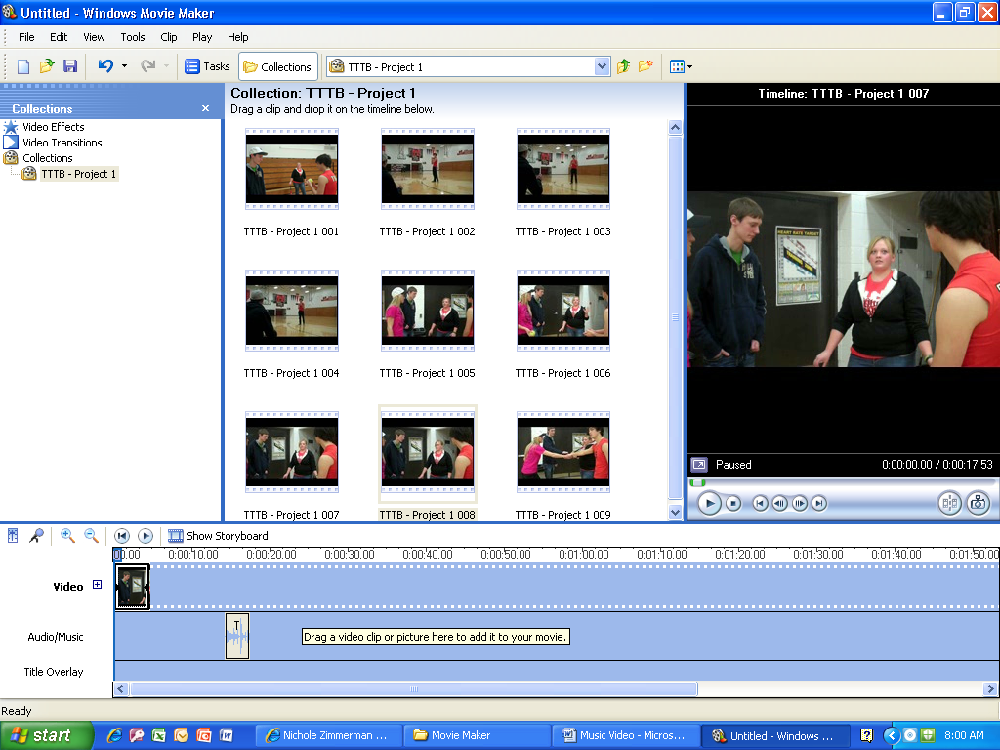 Untitled - Windows Movie Maker
File Edit View Tools Clip Play Help
Tasks Collections TTTB - Project 1
Collections
Video Effects
Video Transitions
Collections
TTTB - Project 1
Collection: TTTB - Project 1
Drag a clip and drop it on the timeline below.
TTTB - Project 1 001 TTTB - Project 1 002 TTTB - Project 1 003
TTTB - Project 1 004 TTTB - Project 1 005 TTTB - Project 1 006
TTTB - Project 1 007 TTTB - Project 1 008 TTTB - Project 1 009
Timeline: TTTB - Project 1 007
HEART RATE TARGET
Paused 0:00:00.00 / 0:00:17.53
Show Storyboard
0:00:10.00 0:00:20.00 0:00:30.00 0:00:40.00 0:00:50.00 0:01:00.00 0:01:10.00 0:01:20.00 0:01:30.00 0:01:40.00 0:01:50.00
Video
Audio/Music T
Drag a video clip or picture here to add it to your movie.
Title Overlay
Ready
start Nichole Zimmerman ... Movie Maker Music Video - Micros... Untitled - Windows ... 8:00 AM